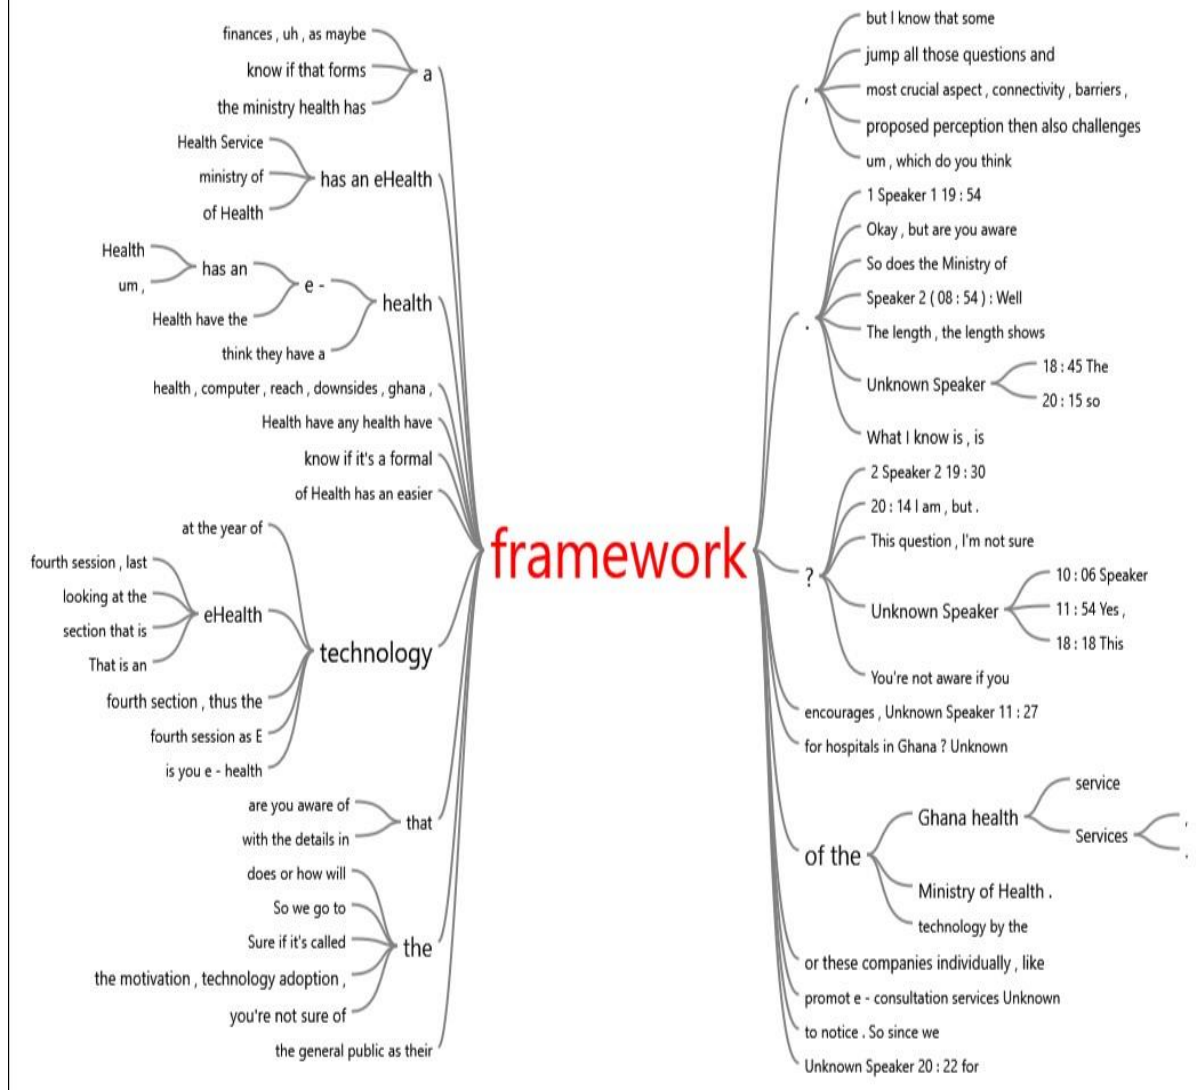 finances , uh , as maybe
know if that forms
the ministry health has
a
Health Service
ministry of
of Health
has an eHealth
Health
um ,
has an
Health have the
e -
think they have a
health
health , computer , reach , downsides , ghana ,
Health have any health have
know if it's a formal
of Health has an easier
at the year of
fourth session , last
looking at the
section that is
That is an
eHealth
fourth section , thus the
fourth session as E
is you e - health
technology
are you aware of
with the details in
that
does or how will
So we go to
Sure if it's called
the motivation , technology adoption ,
you're not sure of
the
the general public as their
framework
,
but I know that some
jump all those questions and
most crucial aspect , connectivity , barriers ,
proposed perception then also challenges
um , which do you think
.
1 Speaker 1 19 : 54
Okay , but are you aware
So does the Ministry of
Speaker 2 ( 08 : 54 ) : Well
The length , the length shows
Unknown Speaker
18 : 45 The
20 : 15 so
What I know is , is
?
2 Speaker 2 19 : 30
20 : 14 I am , but .
This question , I'm not sure
Unknown Speaker
10 : 06 Speaker
11 : 54 Yes ,
18 : 18 This
You're not aware if you
encourages , Unknown Speaker 11 : 27
for hospitals in Ghana ? Unknown
of the
Ghana health
service
Services
,
.
Ministry of Health .
technology by the
or these companies individually , like
promot e - consultation services Unknown
to notice . So since we
Unknown Speaker 20 : 22 for